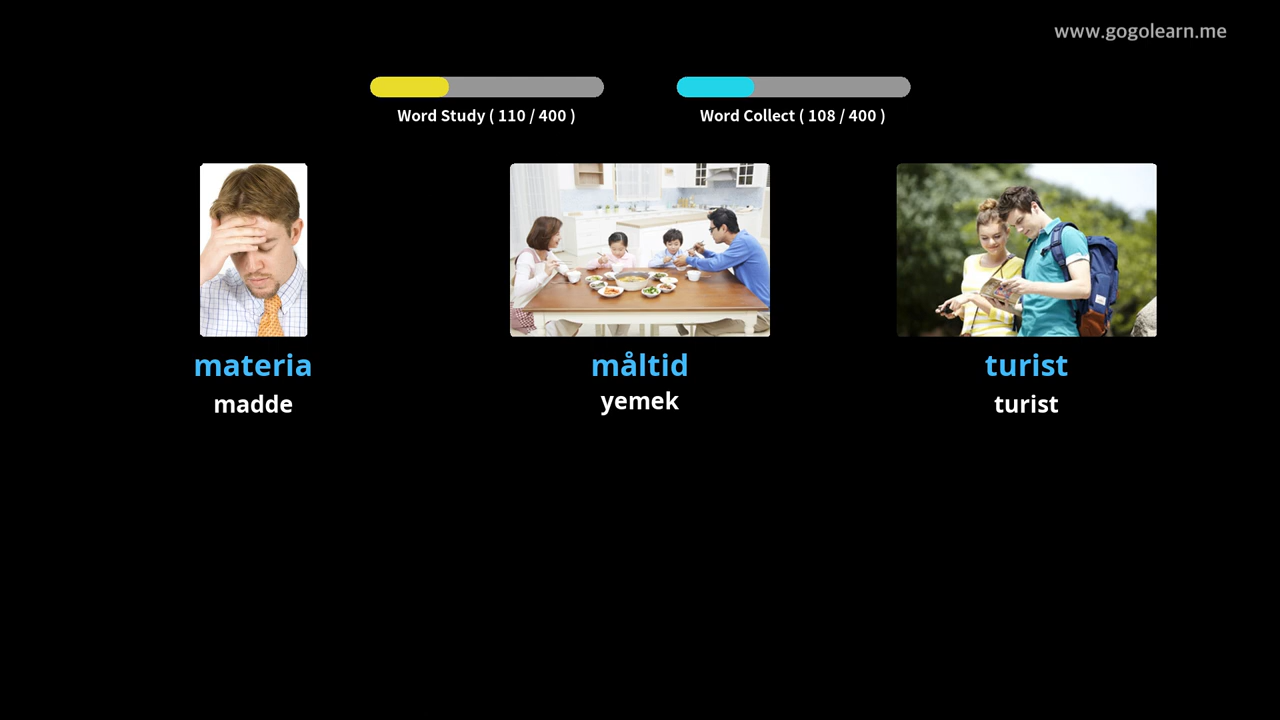 www.gogolearn.me
Word Study ( 110 / 400 )
Word Collect ( 108 / 400 )
materia
madde
måltid
yemek
turist
turist